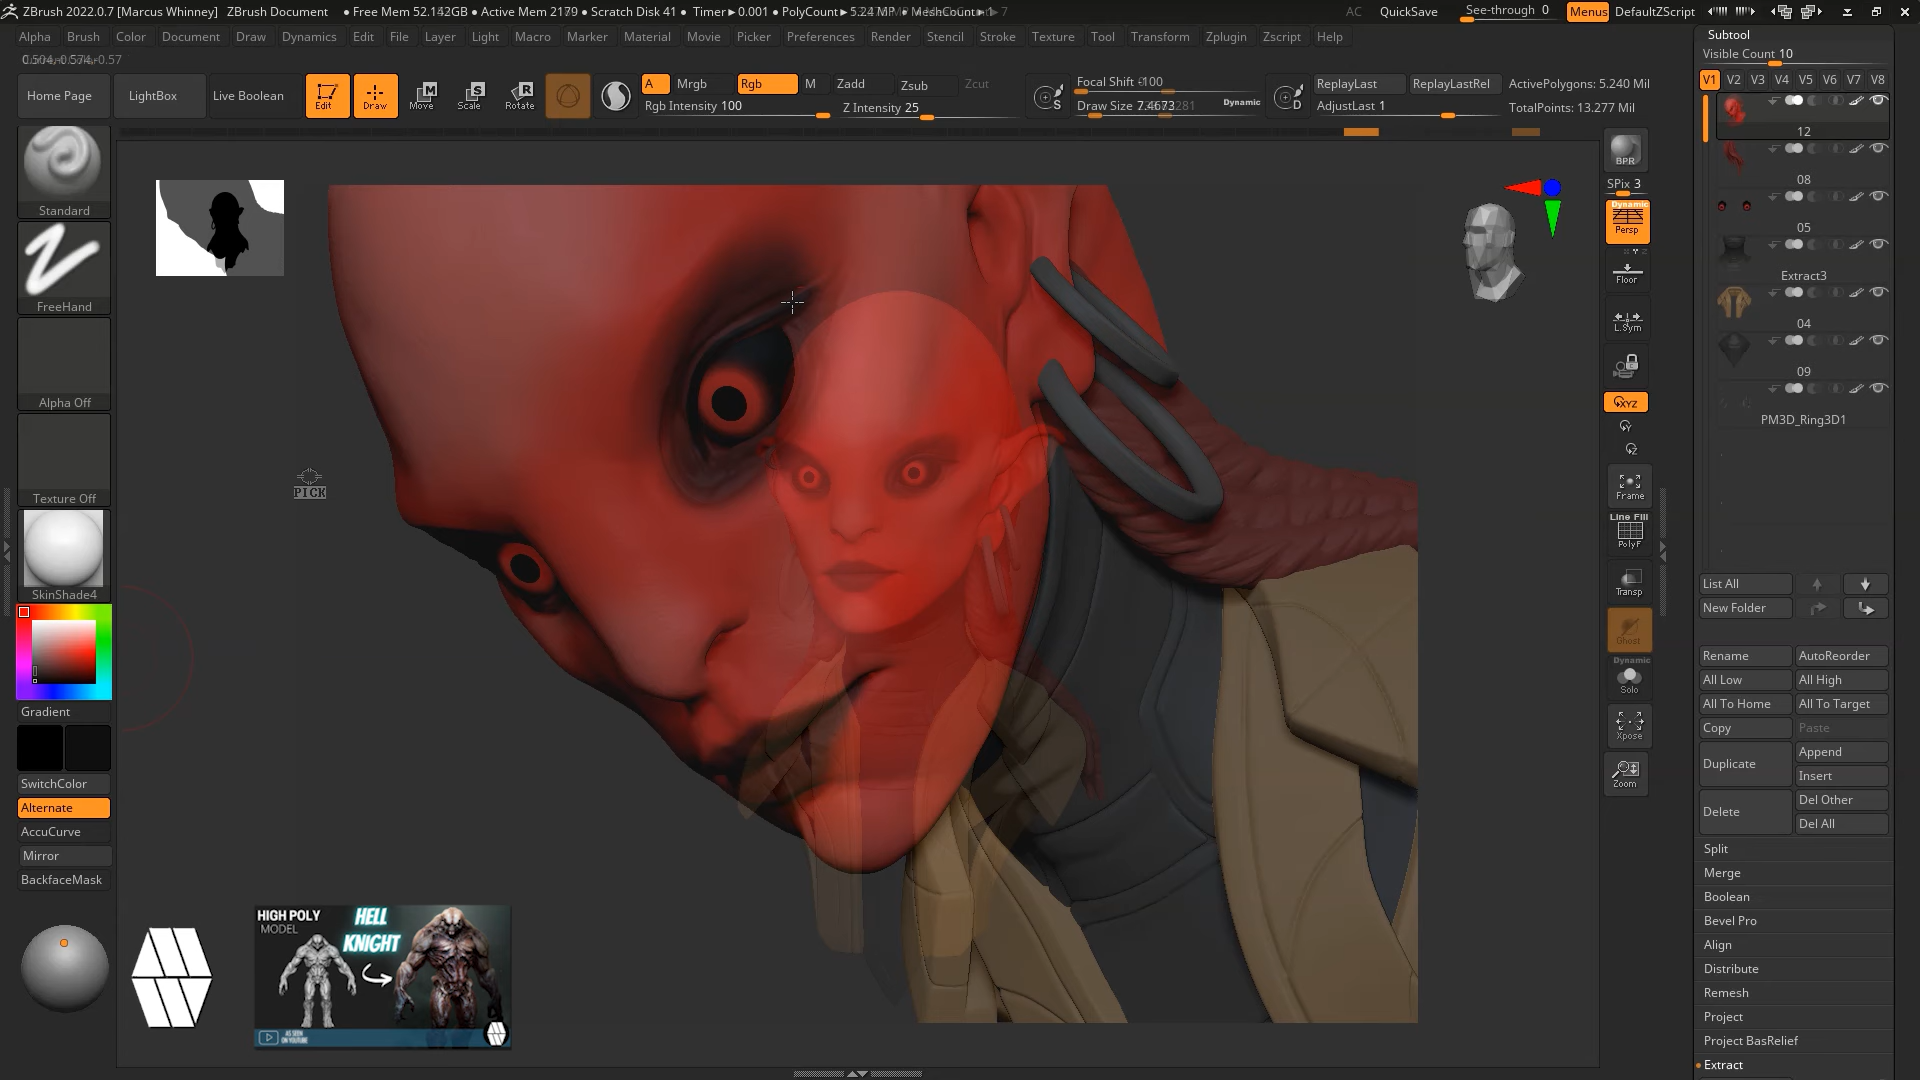 ZBrush 2022.0.7 [Marcus Whinney] ZBrush Document ● Free Mem 52.142GB ● Active Mem 2179 ● Scratch Disk 41 ● Timer▶0.001 ● PolyCount▶
AC QuickSave See-through 0 Menus DefaultZScript
Alpha Brush Color Document Draw Dynamics Edit File Layer Light Macro Marker Material Movie Picker Preferences Render Stencil Stroke Texture Tool Transform Zplugin Zscript Help
Home Page LightBox Live Boolean Edit Draw Move Scale Rotate
A Mrgb Rgb M Zadd Zsub Zcut
Rgb Intensity 100 Z Intensity 25
Focal Shift -100
Draw Size Dynamic
S D
ReplayLast ReplayLastRel ActivePolygons: 5.240 Mil
AdjustLast 1 TotalPoints: 13.277 Mil
Standard
FreeHand
Alpha Off
Texture Off
SkinShade4
Gradient
SwitchColor
Alternate
AccuCurve
Mirror
BackfaceMask
PICK
HIGH POLY
MODEL
HELL
KNIGHT
AS SEEN
ON YOUTUBE
BPR
SPix 3
Dynamic
Persp
Floor
L.Sym
XYZ
Y
Z
Frame
Line Fill
PolyF
Transp
Ghost
Dynamic
Solo
Xpose
Zoom
Subtool
Visible Count 10
V1 V2 V3 V4 V5 V6 V7 V8
12
08
05
Extract3
04
09
PM3D_Ring3D1
List All
New Folder
Rename AutoReorder
All Low All High
All To Home All To Target
Copy Paste
Duplicate Append
Insert
Delete Del Other
Del All
Split
Merge
Boolean
Bevel Pro
Align
Distribute
Remesh
Project
Project BasRelief
Extract